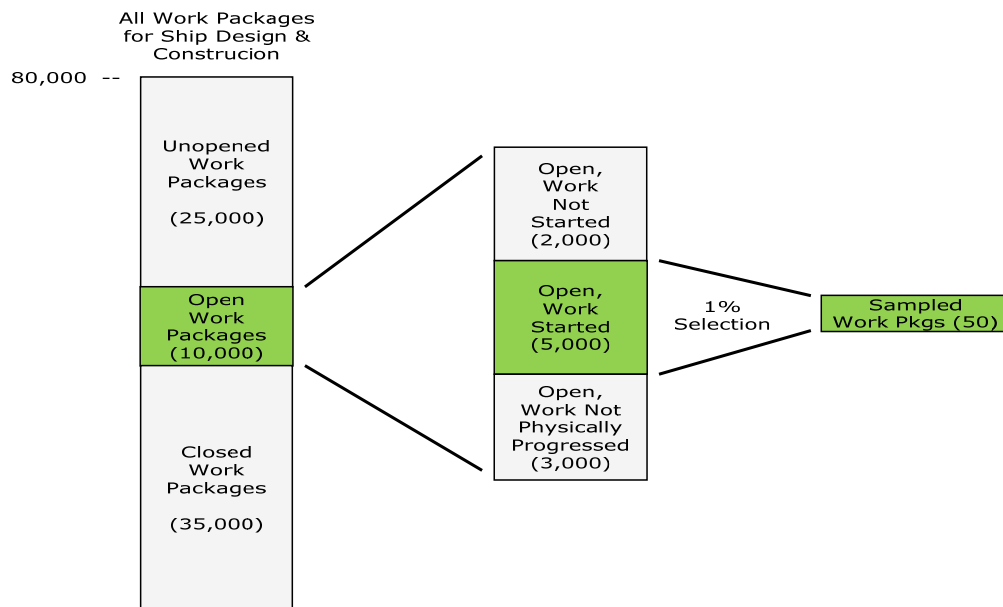 All Work Packages
for Ship Design &
Construcion
80,000 --
Unopened
Work
Packages
(25,000)
Open
Work
Packages
(10,000)
Closed
Work
Packages
(35,000)
Open,
Work
Not
Started
(2,000)
Open,
Work
Started
(5,000)
Open,
Work Not
Physically
Progressed
(3,000)
1%
Selection
Sampled
Work Pkgs (50)